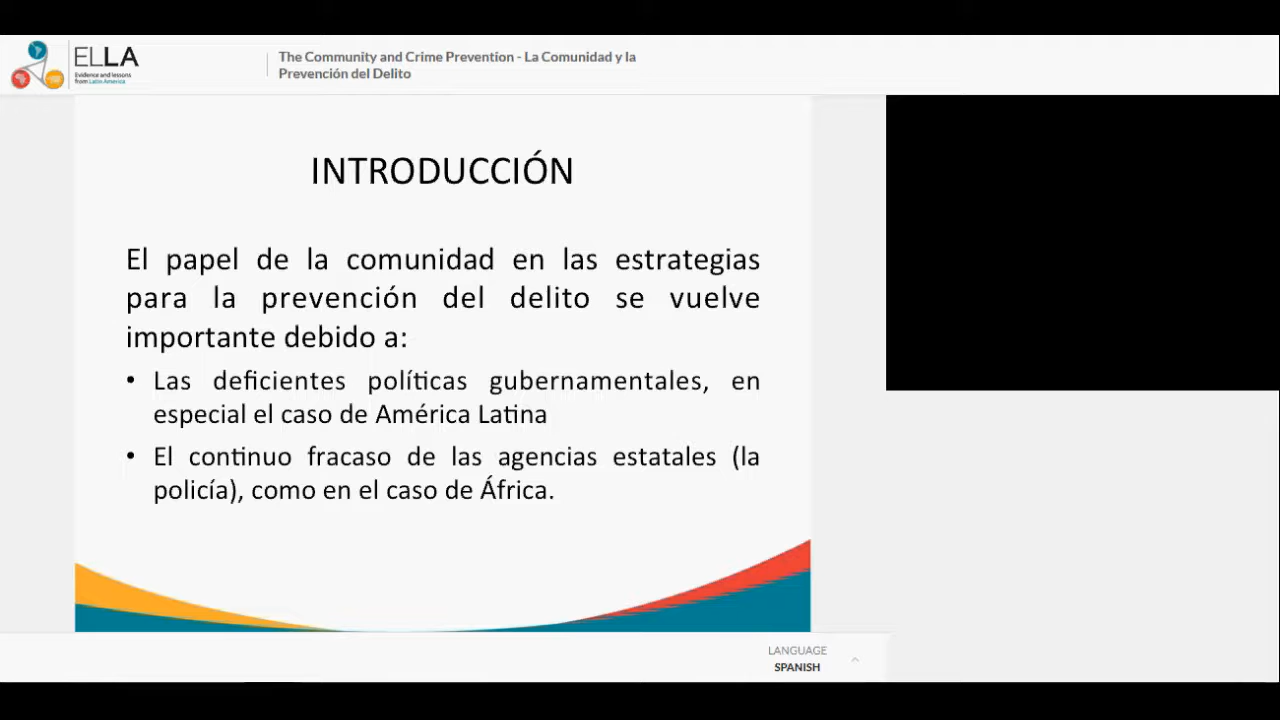 ELLA
Evidence and lessons
from Latin America
The Community and Crime Prevention - La Comunidad y la
Prevención del Delito
INTRODUCCIÓN
El papel de la comunidad en las estrategias
para la prevención del delito se vuelve
importante debido a:
• Las deficientes políticas gubernamentales, en
especial el caso de América Latina
• El continuo fracaso de las agencias estatales (la
policía), como en el caso de África.
LANGUAGE
SPANISH